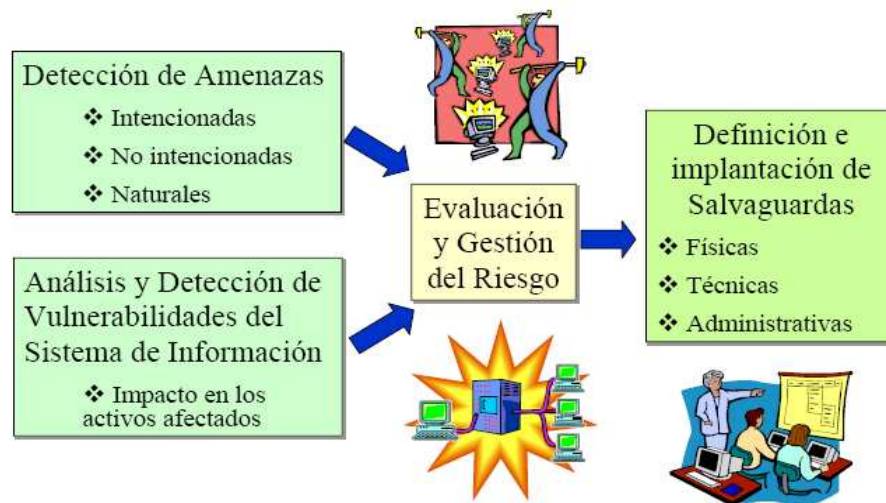 Detección de Amenazas
❖ Intencionadas
❖ No intencionadas
❖ Naturales
Análisis y Detección de
Vulnerabilidades del
Sistema de Información
❖ Impacto en los
activos afectados
Evaluación
y Gestión
del Riesgo
Definición e
implantación de
Salvaguardas
❖ Físicas
❖ Técnicas
❖ Administrativas